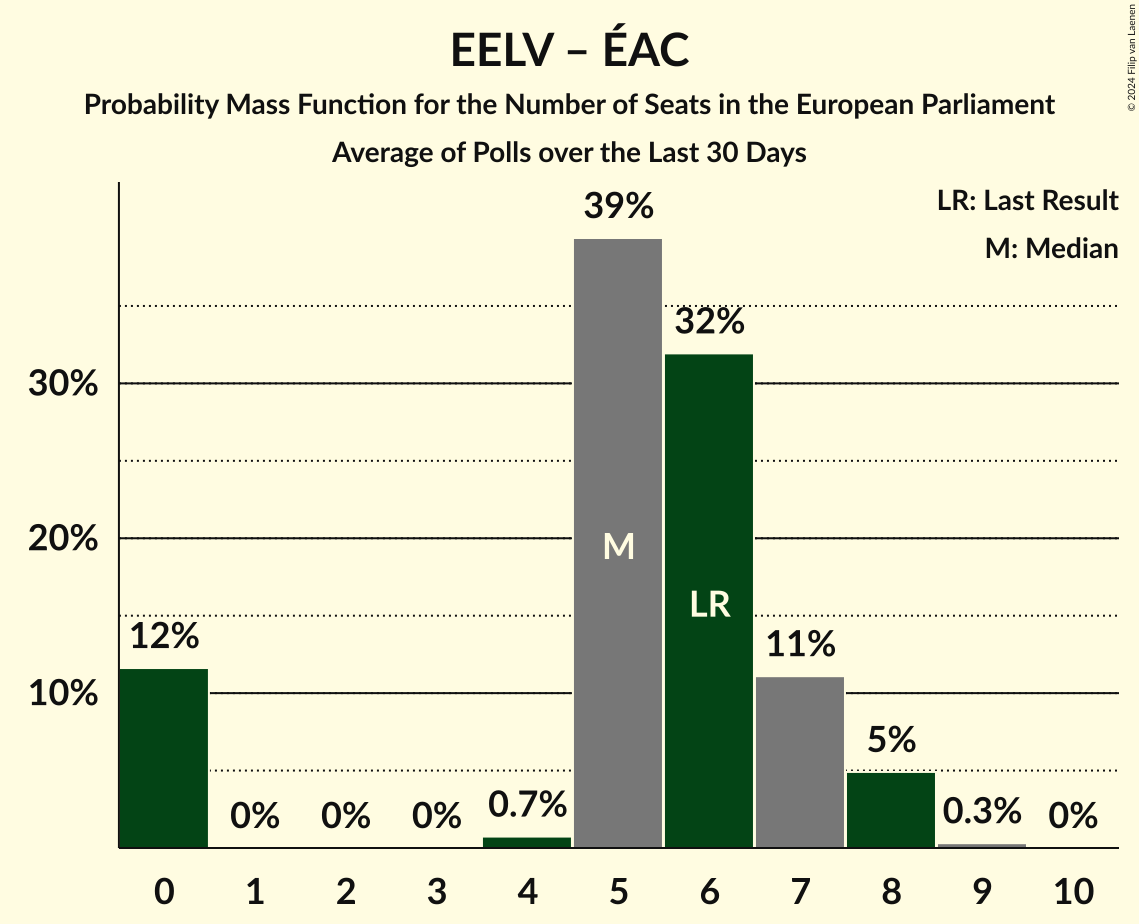 EELV – ÉAC
Probability Mass Function for the Number of Seats in the European Parliament
Average of Polls over the Last 30 Days
© 2024 Filip van Laenen
LR: Last Result
M: Median
39%
32%
30%
20%
10%
M
LR
12%
0%
0%
0%
0.7%
11%
5%
0.3%
0%
0 1 2 3 4 5 6 7 8 9 10